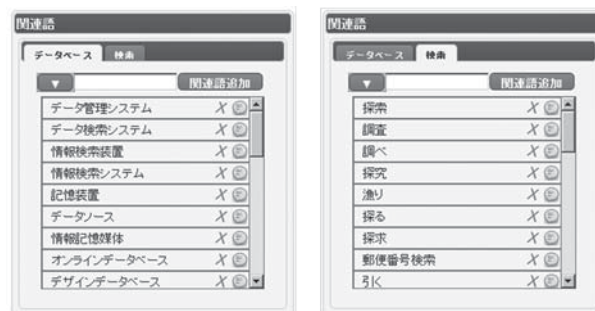 関連語
データベース 検索
▼ 関連語追加
データ管理システム X
データ検索システム X
情報検索装置 X
情報検索システム X
記憶装置 X
データソース X
情報記憶媒体 X
オンラインデータベース X
デザインデータベース X
関連語
データベース 検索
▼ 関連語追加
探索 X
調査 X
調べ X
探究 X
漁り X
探る X
探求 X
郵便番号検索 X
引く X